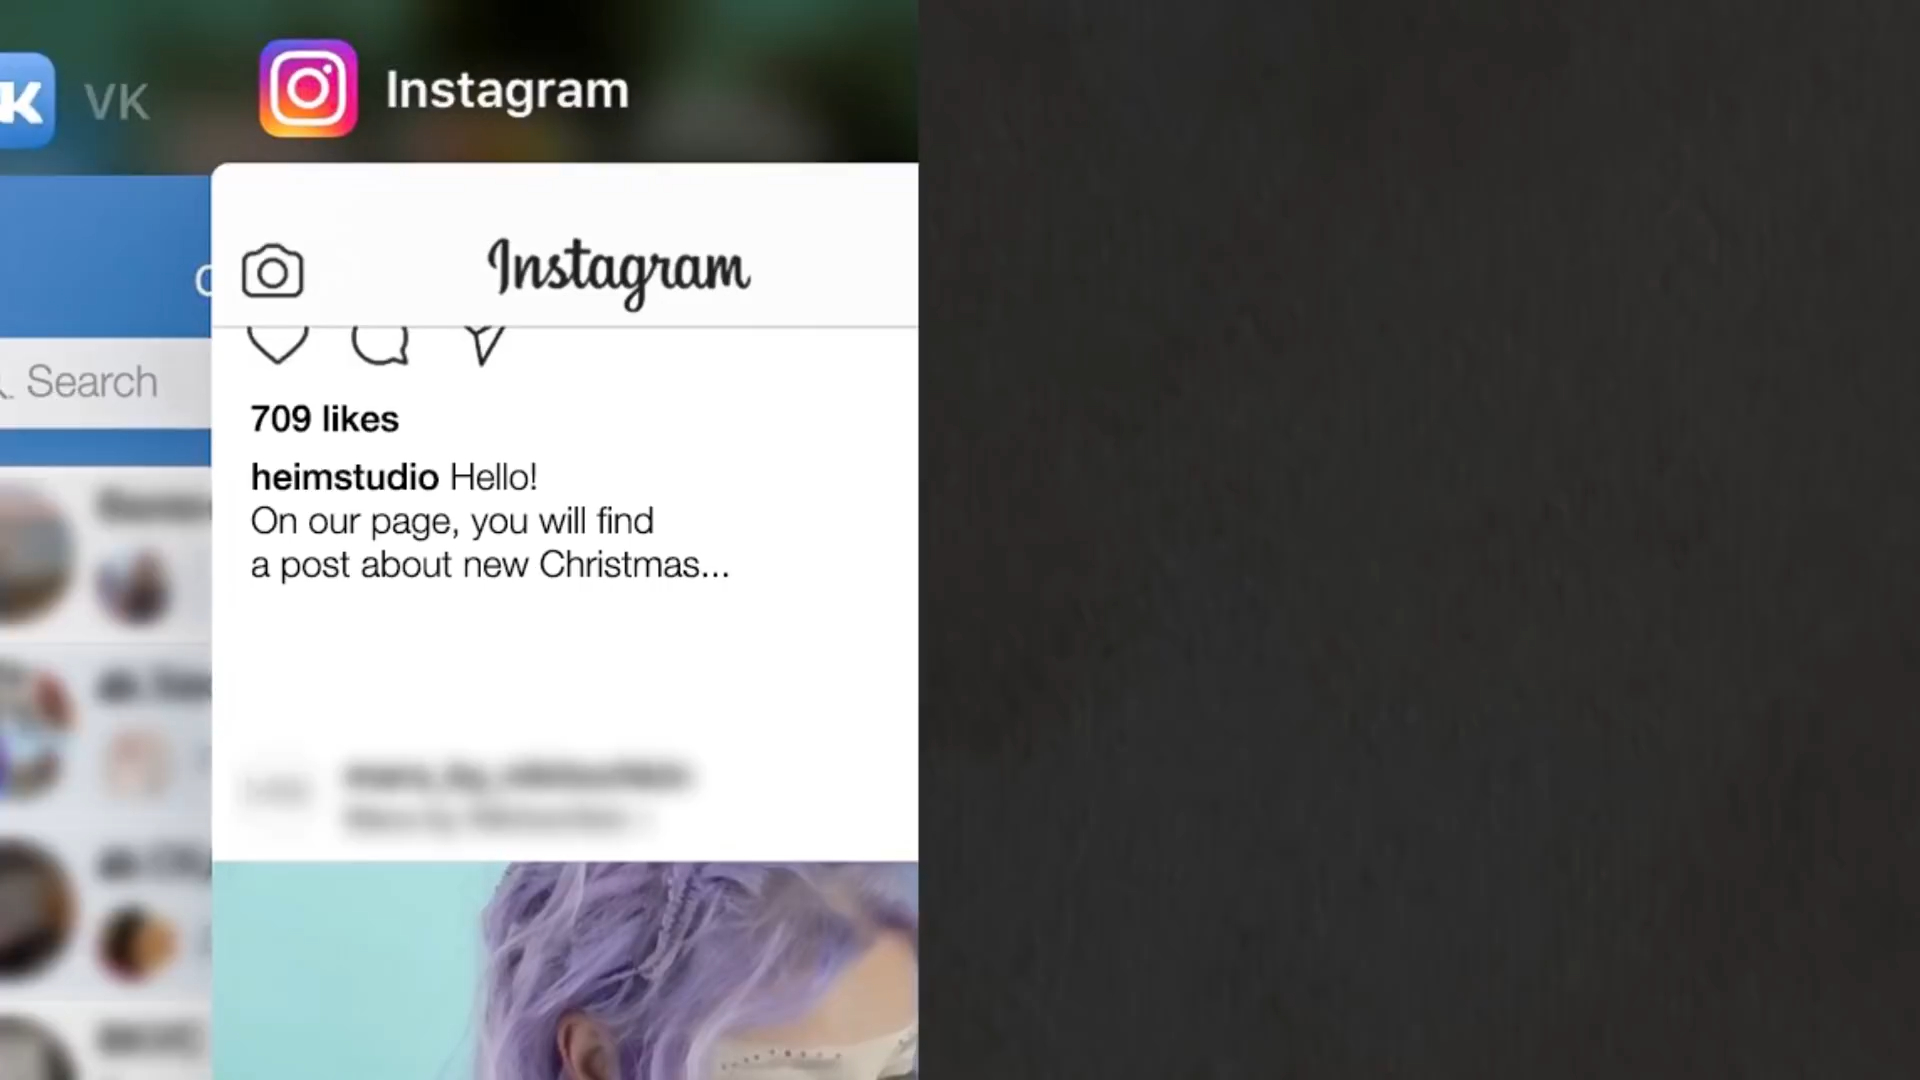 VK
Instagram
Instagram
Search
709 likes
heimstudio Hello!
On our page, you will find
a post about new Christmas...